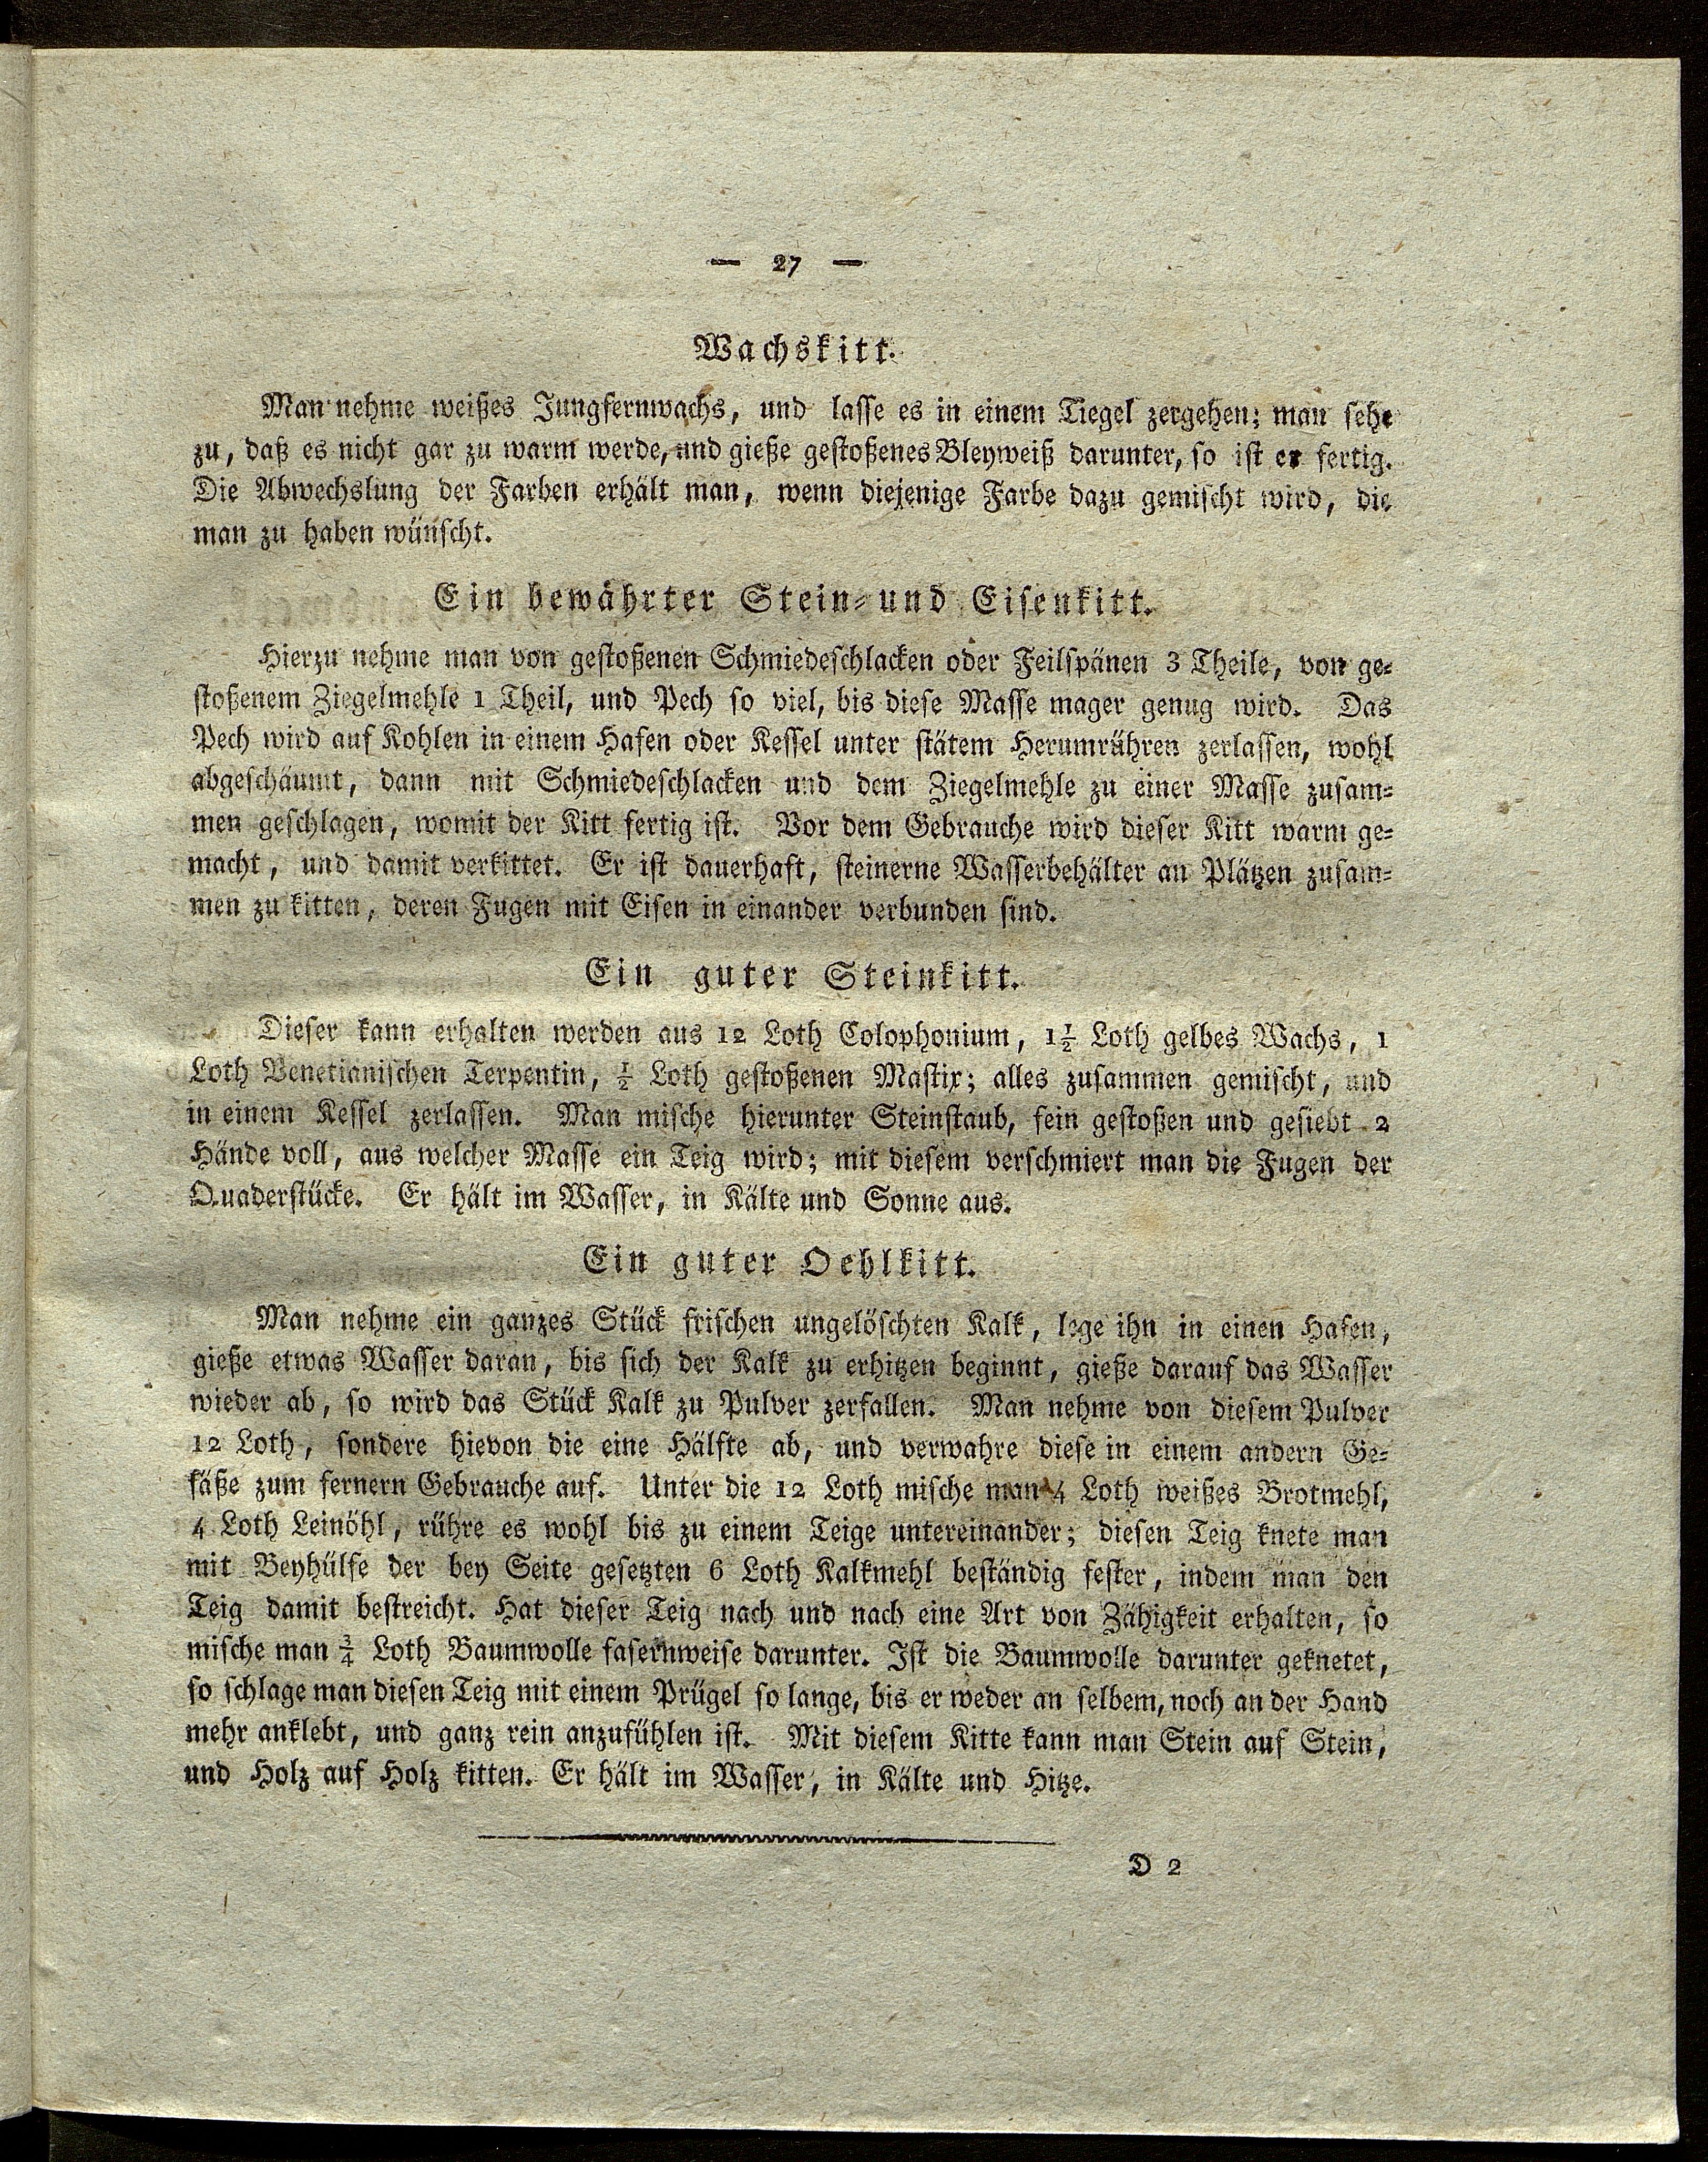 — 27 —
Wachskitt.
Man nehme weißes Jungfernwachs, und lasse es in einem Tiegel zergehen; man sehe
zu, daß es nicht gar zu warm werde, und gieße gestoßenes Bleyweiß darunter, so ist er fertig.
Die Abwechslung der Farben erhält man, wenn diejenige Farbe dazu gemischt wird, die
man zu haben wünscht.
Ein bewährter Stein- und Eisenkitt.
Hierzu nehme man von gestoßenen Schmiedeschlacken oder Feilspänen 3 Theile, von ge-
stoßenem Ziegelmehle 1 Theil, und Pech so viel, bis diese Masse mager genug wird. Das
Pech wird auf Kohlen in einem Hafen oder Kessel unter stätem Herumrühren zerlassen, wohl
abgeschäumt, dann mit Schmiedeschlacken und dem Ziegelmehle zu einer Masse zusam-
men geschlagen, womit der Kitt fertig ist. Vor dem Gebrauche wird dieser Kitt warm ge-
macht, und damit verkittet. Er ist dauerhaft, steinerne Wasserbehälter an Plätzen zusam-
men zu kitten, deren Fugen mit Eisen in einander verbunden sind.
Ein guter Steinkitt.
Dieser kann erhalten werden aus 12 Loth Colophonium, 1½ Loth gelbes Wachs, 1
Loth Venetianischen Terpentin, ½ Loth gestoßenen Mastix; alles zusammen gemischt, und
in einem Kessel zerlassen. Man mische hierunter Steinstaub, fein gestoßen und gesiebt 2
Hände voll, aus welcher Masse ein Teig wird; mit diesem verschmiert man die Fugen der
Quaderstücke. Er hält im Wasser, in Kälte und Sonne aus.
Ein guter Oehlkitt.
Man nehme ein ganzes Stück frischen ungelöschten Kalk, lege ihn in einen Hafen,
gieße etwas Wasser daran, bis sich der Kalk zu erhitzen beginnt, gieße darauf das Wasser
wieder ab, so wird das Stück Kalk zu Pulver zerfallen. Man nehme von diesem Pulver
12 Loth, sondere hievon die eine Hälfte ab, und verwahre diese in einem andern Ge-
fäße zum fernern Gebrauche auf. Unter die 12 Loth mische man 4 Loth weißes Brotmehl,
4 Loth Leinöhl, rühre es wohl bis zu einem Teige untereinander; diesen Teig knete man
mit Beyhülfe der bey Seite gesetzten 6 Loth Kalkmehl beständig fester, indem man den
Teig damit bestreicht. Hat dieser Teig nach und nach eine Art von Zähigkeit erhalten, so
mische man ¾ Loth Baumwolle fasernweise darunter. Ist die Baumwolle darunter geknetet,
so schlage man diesen Teig mit einem Prügel so lange, bis er weder an selbem, noch an der Hand
mehr anklebt, und ganz rein anzufühlen ist. Mit diesem Kitte kann man Stein auf Stein,
und Holz auf Holz kitten. Er hält im Wasser, in Kälte und Hitze.
D 2